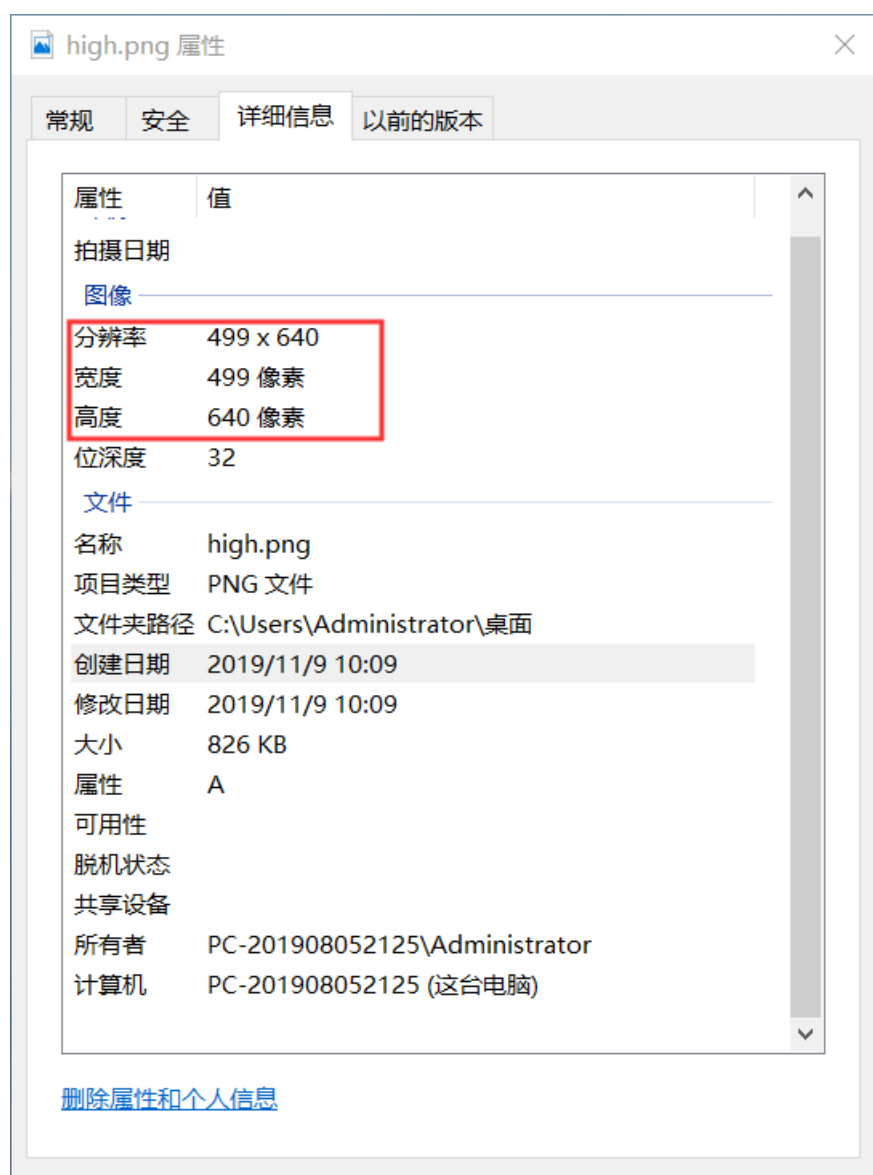 high.png 属性
常规 安全 详细信息 以前的版本
属性 值
拍摄日期
图像
分辨率 499 x 640
宽度 499 像素
高度 640 像素
位深度 32
文件
名称 high.png
项目类型 PNG 文件
文件夹路径 C:\Users\Administrator\桌面
创建日期 2019/11/9 10:09
修改日期 2019/11/9 10:09
大小 826 KB
属性 A
可用性
脱机状态
共享设备
所有者 PC-201908052125\Administrator
计算机 PC-201908052125 (这台电脑)
删除属性和个人信息